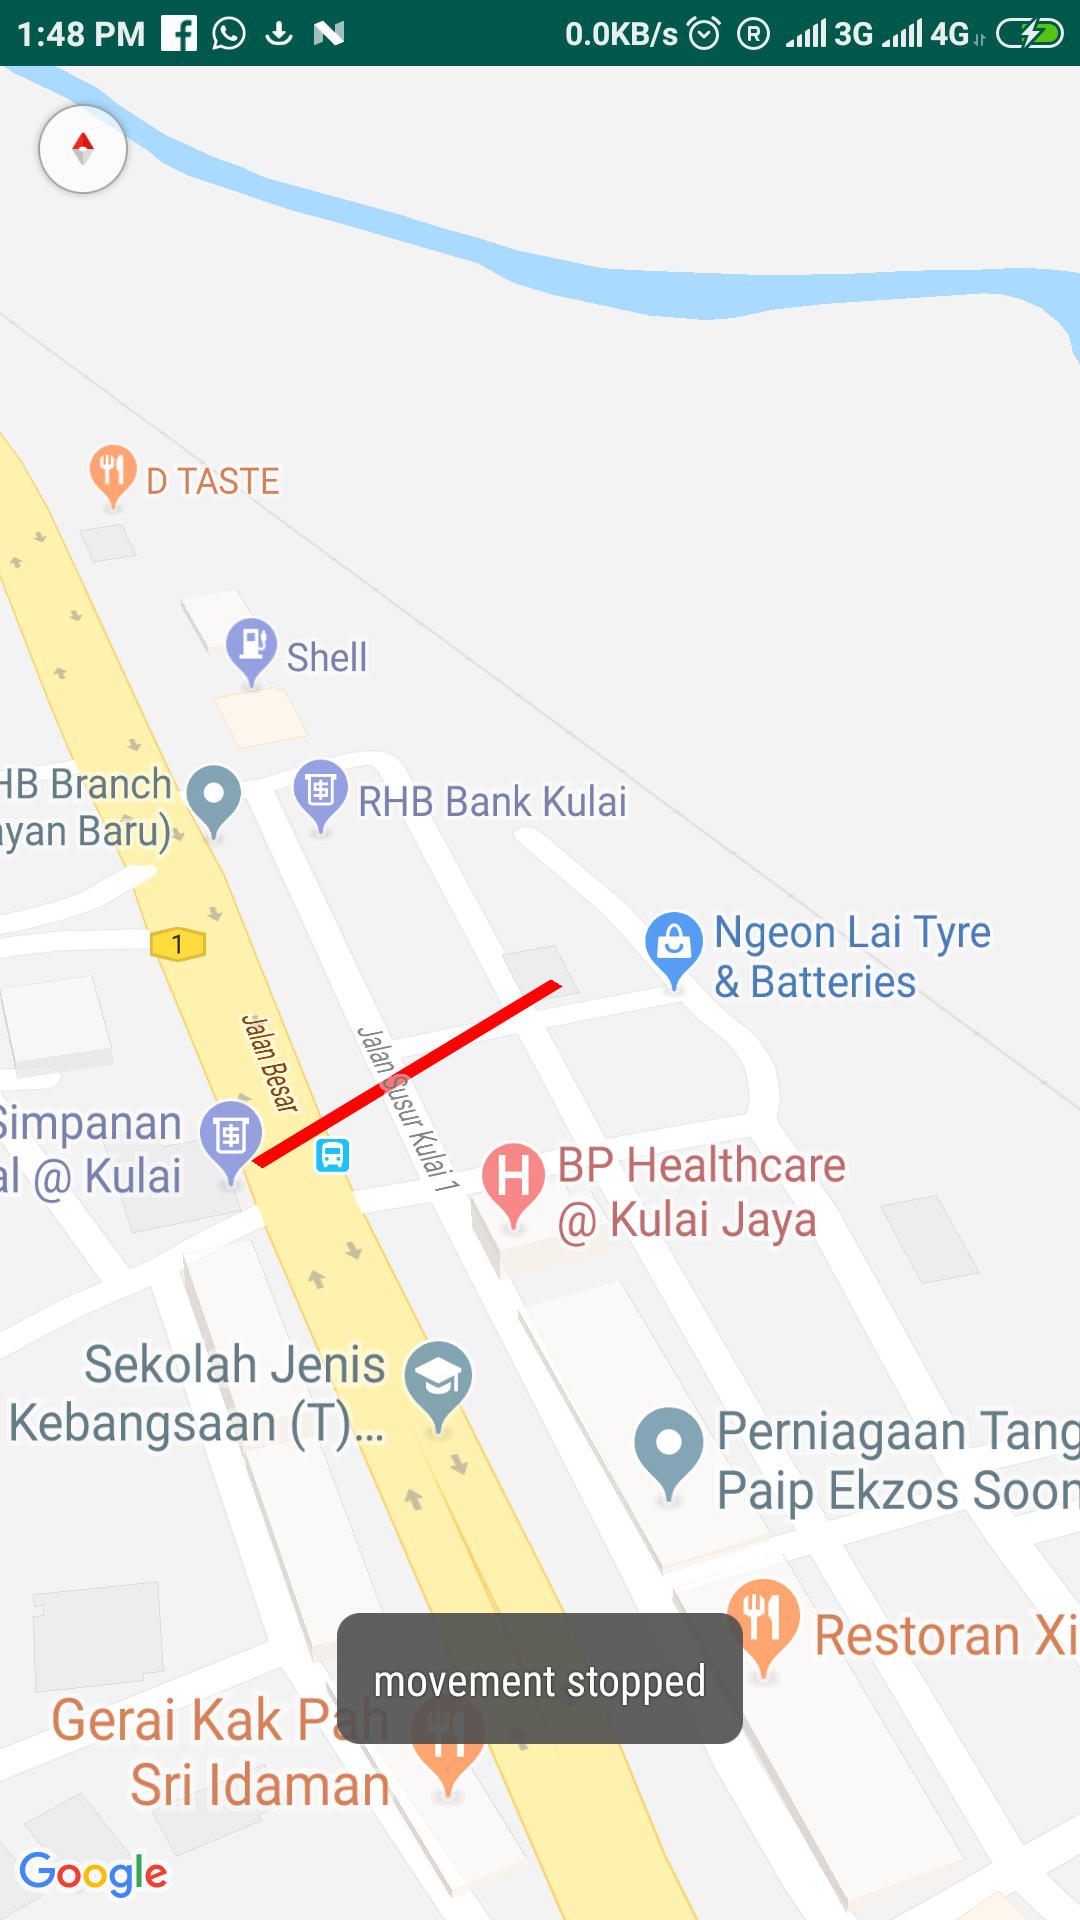 1:48 PM 0.0KB/s R 3G 4G
D TASTE
Shell
HB Branch
ayan Baru)
RHB Bank Kulai
1
Ngeon Lai Tyre
& Batteries
Jalan Besar
Jalan Susur Kulai 1
Simpanan
al @ Kulai
H
BP Healthcare
@ Kulai Jaya
Sekolah Jenis
Kebangsaan (T)...
Perniagaan Tang
Paip Ekzos Soon
Restoran Xi
movement stopped
Gerai Kak Pah
Sri Idaman
Google